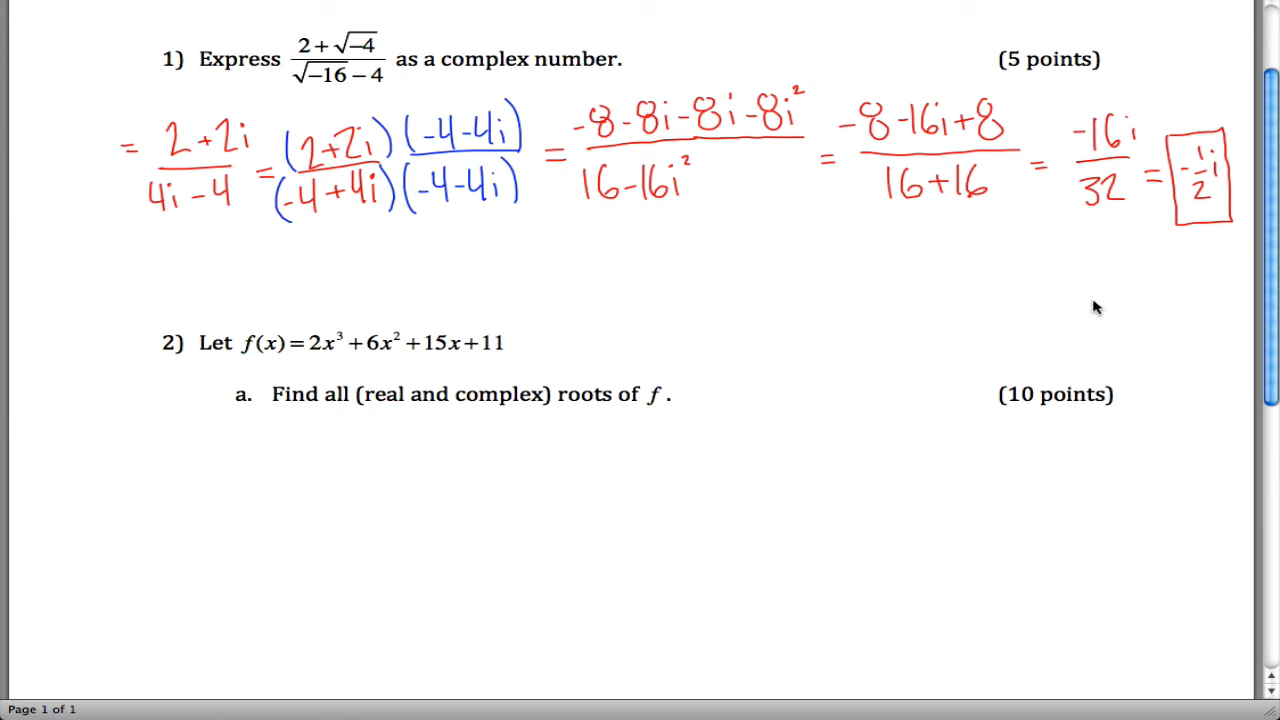 1) Express (2 + √−4)/(√−16 − 4) as a complex number. (5 points)
= (2 + 2i)/(4i − 4) = (2+2i)(-4-4i)/(-4+4i)(-4-4i) = (-8 - 8i - 8i - 8i²)/(16 - 16i²) = (-8 - 16i + 8)/(16 + 16) = -16i/32 = -1/2 i
2) Let f(x) = 2x³ + 6x² + 15x + 11
a. Find all (real and complex) roots of f . (10 points)
Page 1 of 1